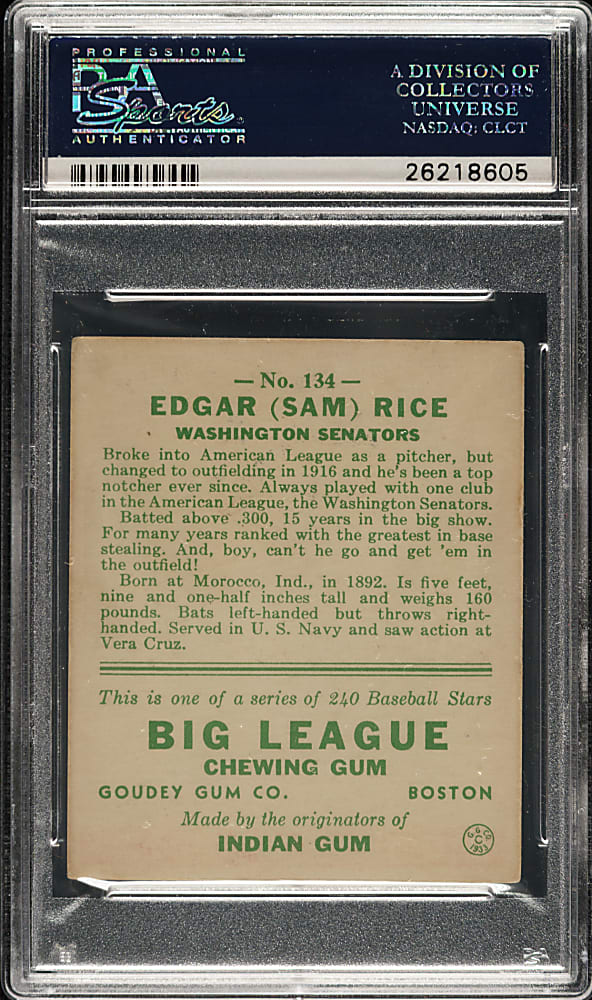 PROFESSIONAL
PSA
Sports
AUTHENTICATOR
A DIVISION OF
COLLECTORS
UNIVERSE
NASDAQ: CLCT
26218605
— No. 134 —
EDGAR (SAM) RICE
WASHINGTON SENATORS
Broke into American League as a pitcher, but
changed to outfielding in 1916 and he's been a top
notcher ever since. Always played with one club
in the American League, the Washington Senators.
Batted above .300, 15 years in the big show.
For many years ranked with the greatest in base
stealing. And, boy, can't he go and get 'em in
the outfield!
Born at Morocco, Ind., in 1892. Is five feet,
nine and one-half inches tall and weighs 160
pounds. Bats left-handed but throws right-
handed. Served in U. S. Navy and saw action at
Vera Cruz.
This is one of a series of 240 Baseball Stars
BIG LEAGUE
CHEWING GUM
GOUDEY GUM CO. BOSTON
Made by the originators of
INDIAN GUM
G. G. CO.
C
1933